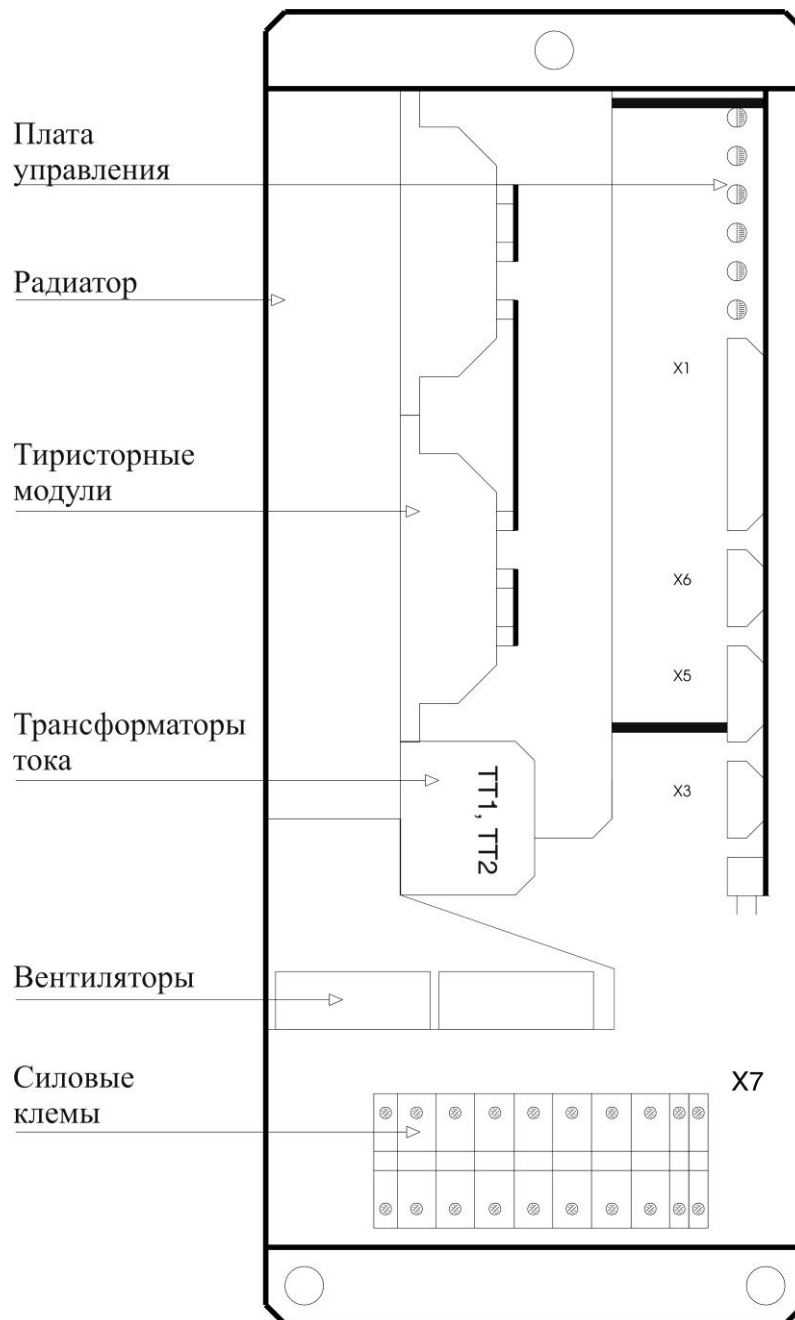 Плата
управления
Радиатор
X1
Тиристорные
модули
X6
X5
Трансформаторы
тока
TT1, TT2
X3
Вентиляторы
Силовые
клемы
X7